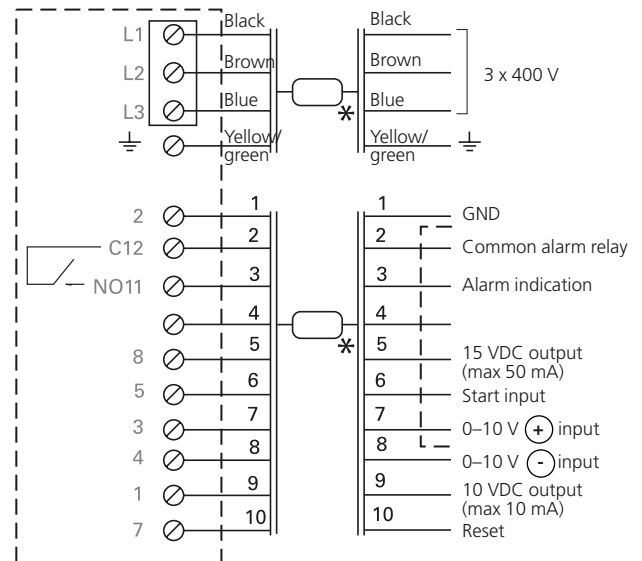 L1 Black Black
L2 Brown Brown 3 x 400 V
L3 Blue Blue
*
Yellow/ Yellow/
green green
2 1 1 GND
C12 2 2 Common alarm relay
NO11 3 3 Alarm indication
4 4
*
8 5 5 15 VDC output
(max 50 mA)
5 6 6 Start input
3 7 7 0–10 V + input
4 8 8 0–10 V - input
1 9 9 10 VDC output
(max 10 mA)
7 10 10 Reset